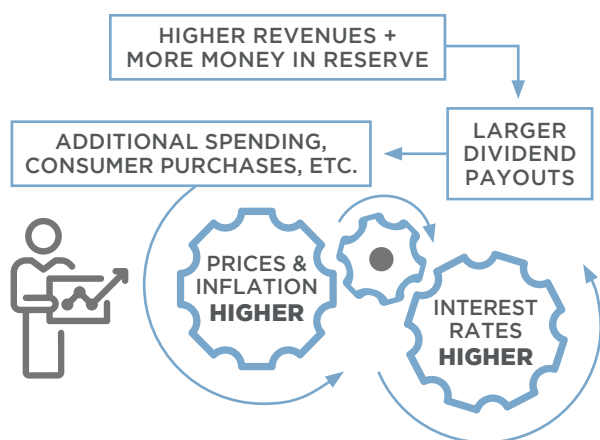 HIGHER REVENUES +
MORE MONEY IN RESERVE
LARGER
DIVIDEND
PAYOUTS
ADDITIONAL SPENDING,
CONSUMER PURCHASES, ETC.
PRICES &
INFLATION
HIGHER
INTEREST
RATES
HIGHER